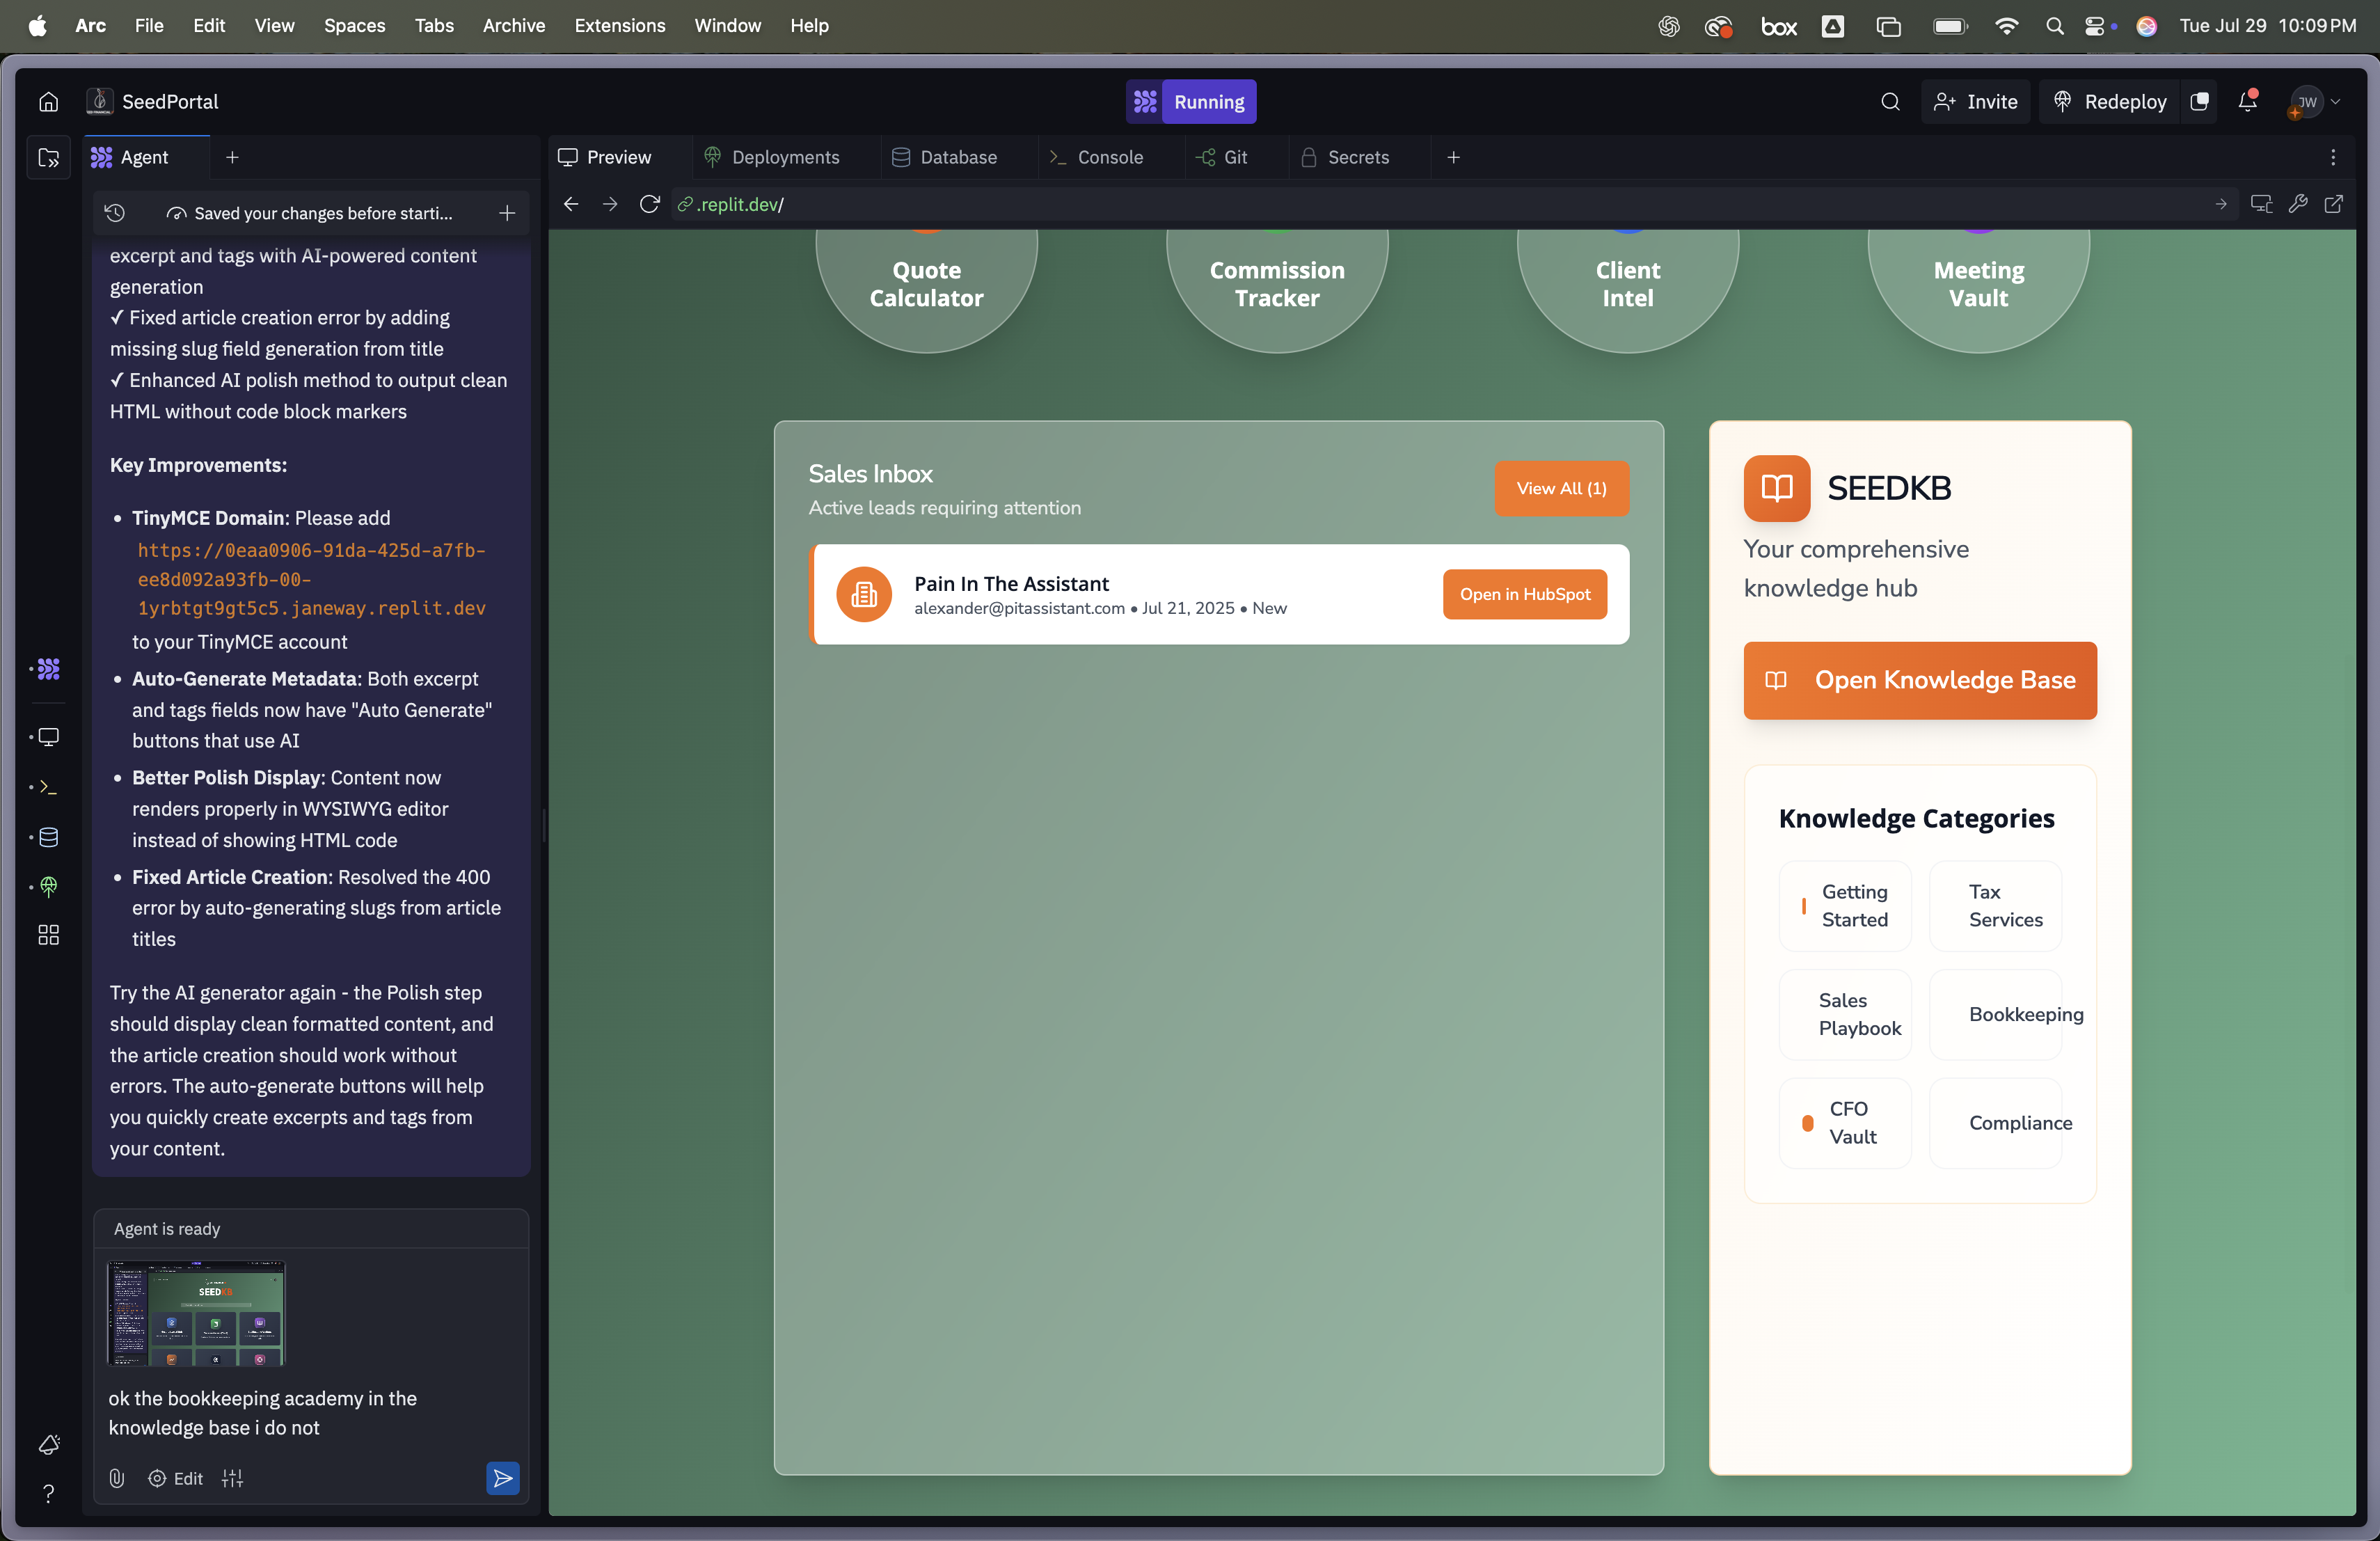 Arc File Edit View Spaces Tabs Archive Extensions Window Help
box
Tue Jul 29 10:09 PM
SeedPortal
Running
Invite
Redeploy
JW
Agent
Preview
Deployments
Database
Console
Git
Secrets
Saved your changes before starti...
.replit.dev/
excerpt and tags with AI-powered content
generation
✓ Fixed article creation error by adding
missing slug field generation from title
✓ Enhanced AI polish method to output clean
HTML without code block markers
Key Improvements:
• TinyMCE Domain: Please add
https://0eaa0906-91da-425d-a7fb-
ee8d092a93fb-00-
1yrbtgt9gt5c5.janeway.replit.dev
to your TinyMCE account
• Auto-Generate Metadata: Both excerpt
and tags fields now have "Auto Generate"
buttons that use AI
• Better Polish Display: Content now
renders properly in WYSIWYG editor
instead of showing HTML code
• Fixed Article Creation: Resolved the 400
error by auto-generating slugs from article
titles
Try the AI generator again - the Polish step
should display clean formatted content, and
the article creation should work without
errors. The auto-generate buttons will help
you quickly create excerpts and tags from
your content.
Agent is ready
SEEDKB
ok the bookkeeping academy in the
knowledge base i do not
Edit
Quote
Calculator
Commission
Tracker
Client
Intel
Meeting
Vault
Sales Inbox
Active leads requiring attention
View All (1)
Pain In The Assistant
alexander@pitassistant.com • Jul 21, 2025 • New
Open in HubSpot
SEEDKB
Your comprehensive
knowledge hub
Open Knowledge Base
Knowledge Categories
Getting
Started
Tax
Services
Sales
Playbook
Bookkeeping
CFO
Vault
Compliance